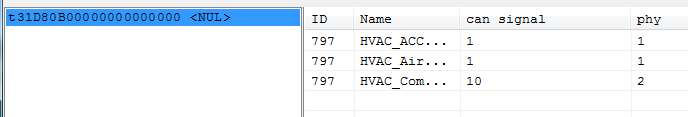 t31D80B00000000000000 <NUL>
ID Name can signal phy
797 HVAC_ACC... 1 1
797 HVAC_Air... 1 1
797 HVAC_Com... 10 2